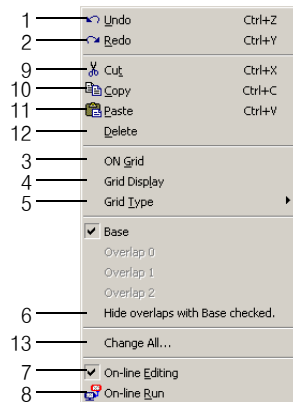 1 Undo Ctrl+Z
2 Redo Ctrl+Y
9 Cut Ctrl+X
10 Copy Ctrl+C
11 Paste Ctrl+V
12 Delete
3 ON Grid
4 Grid Display
5 Grid Type
Base
Overlap 0
Overlap 1
Overlap 2
6 Hide overlaps with Base checked.
13 Change All...
7 On-line Editing
8 On-line Run